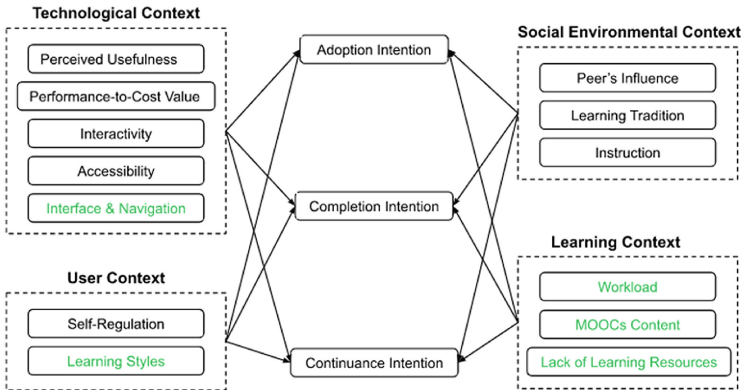 Technological Context
Perceived Usefulness
Performance-to-Cost Value
Interactivity
Accessibility
Interface & Navigation
User Context
Self-Regulation
Learning Styles
Adoption Intention
Completion Intention
Continuance Intention
Social Environmental Context
Peer's Influence
Learning Tradition
Instruction
Learning Context
Workload
MOOCs Content
Lack of Learning Resources